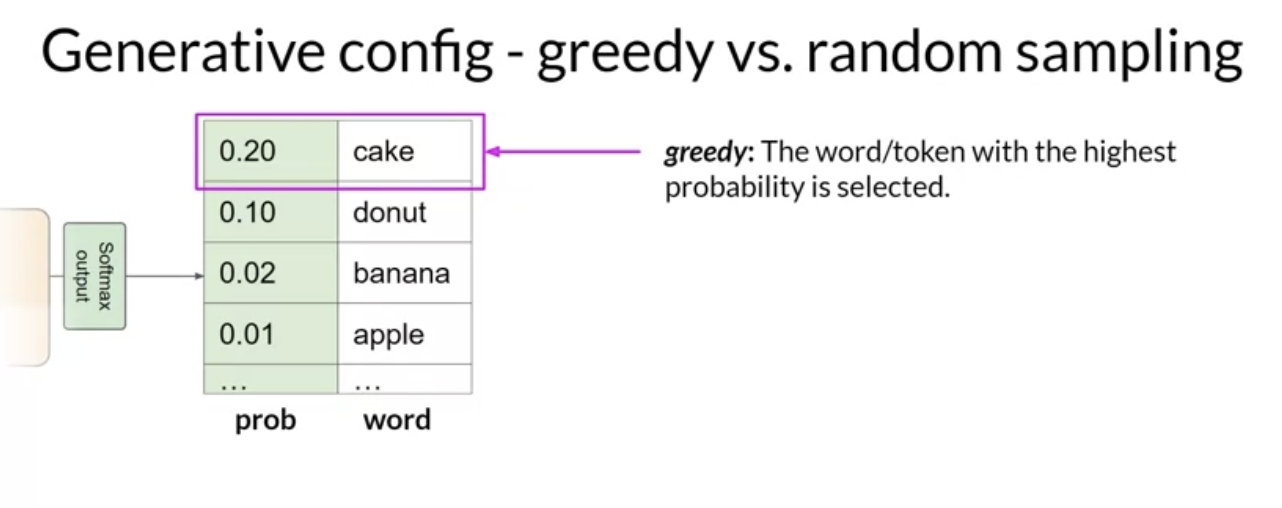 Generative config - greedy vs. random sampling
0.20 cake
greedy: The word/token with the highest
probability is selected.
0.10 donut
Softmax
output
0.02 banana
0.01 apple
... ...
prob word